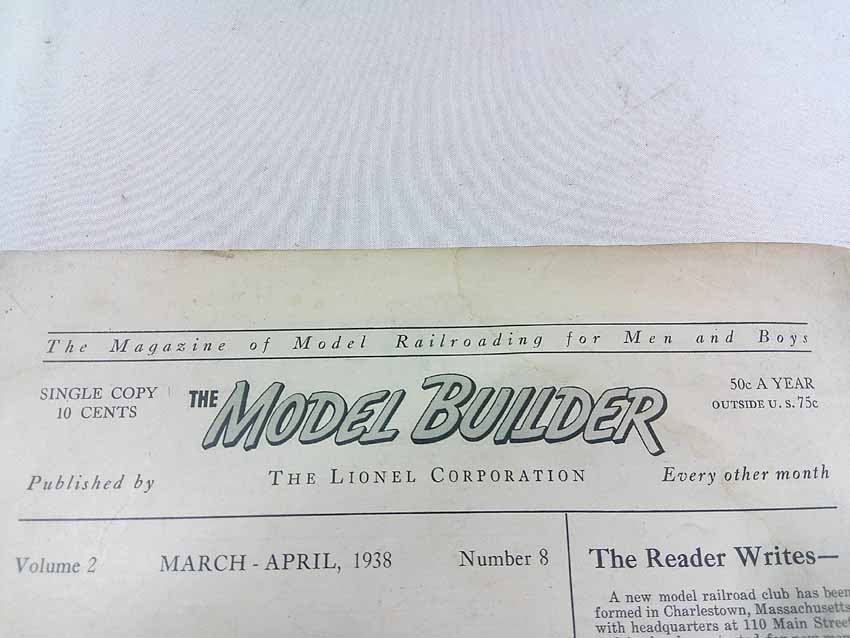 The Magazine of Model Railroading for Men and Boys
SINGLE COPY
10 CENTS
THE MODEL BUILDER
50c A YEAR
OUTSIDE U. S. 75c
Published by
THE LIONEL CORPORATION
Every other month
Volume 2
MARCH - APRIL, 1938
Number 8
The Reader Writes—
A new model railroad club has been
formed in Charlestown, Massachusetts
with headquarters at 110 Main Street